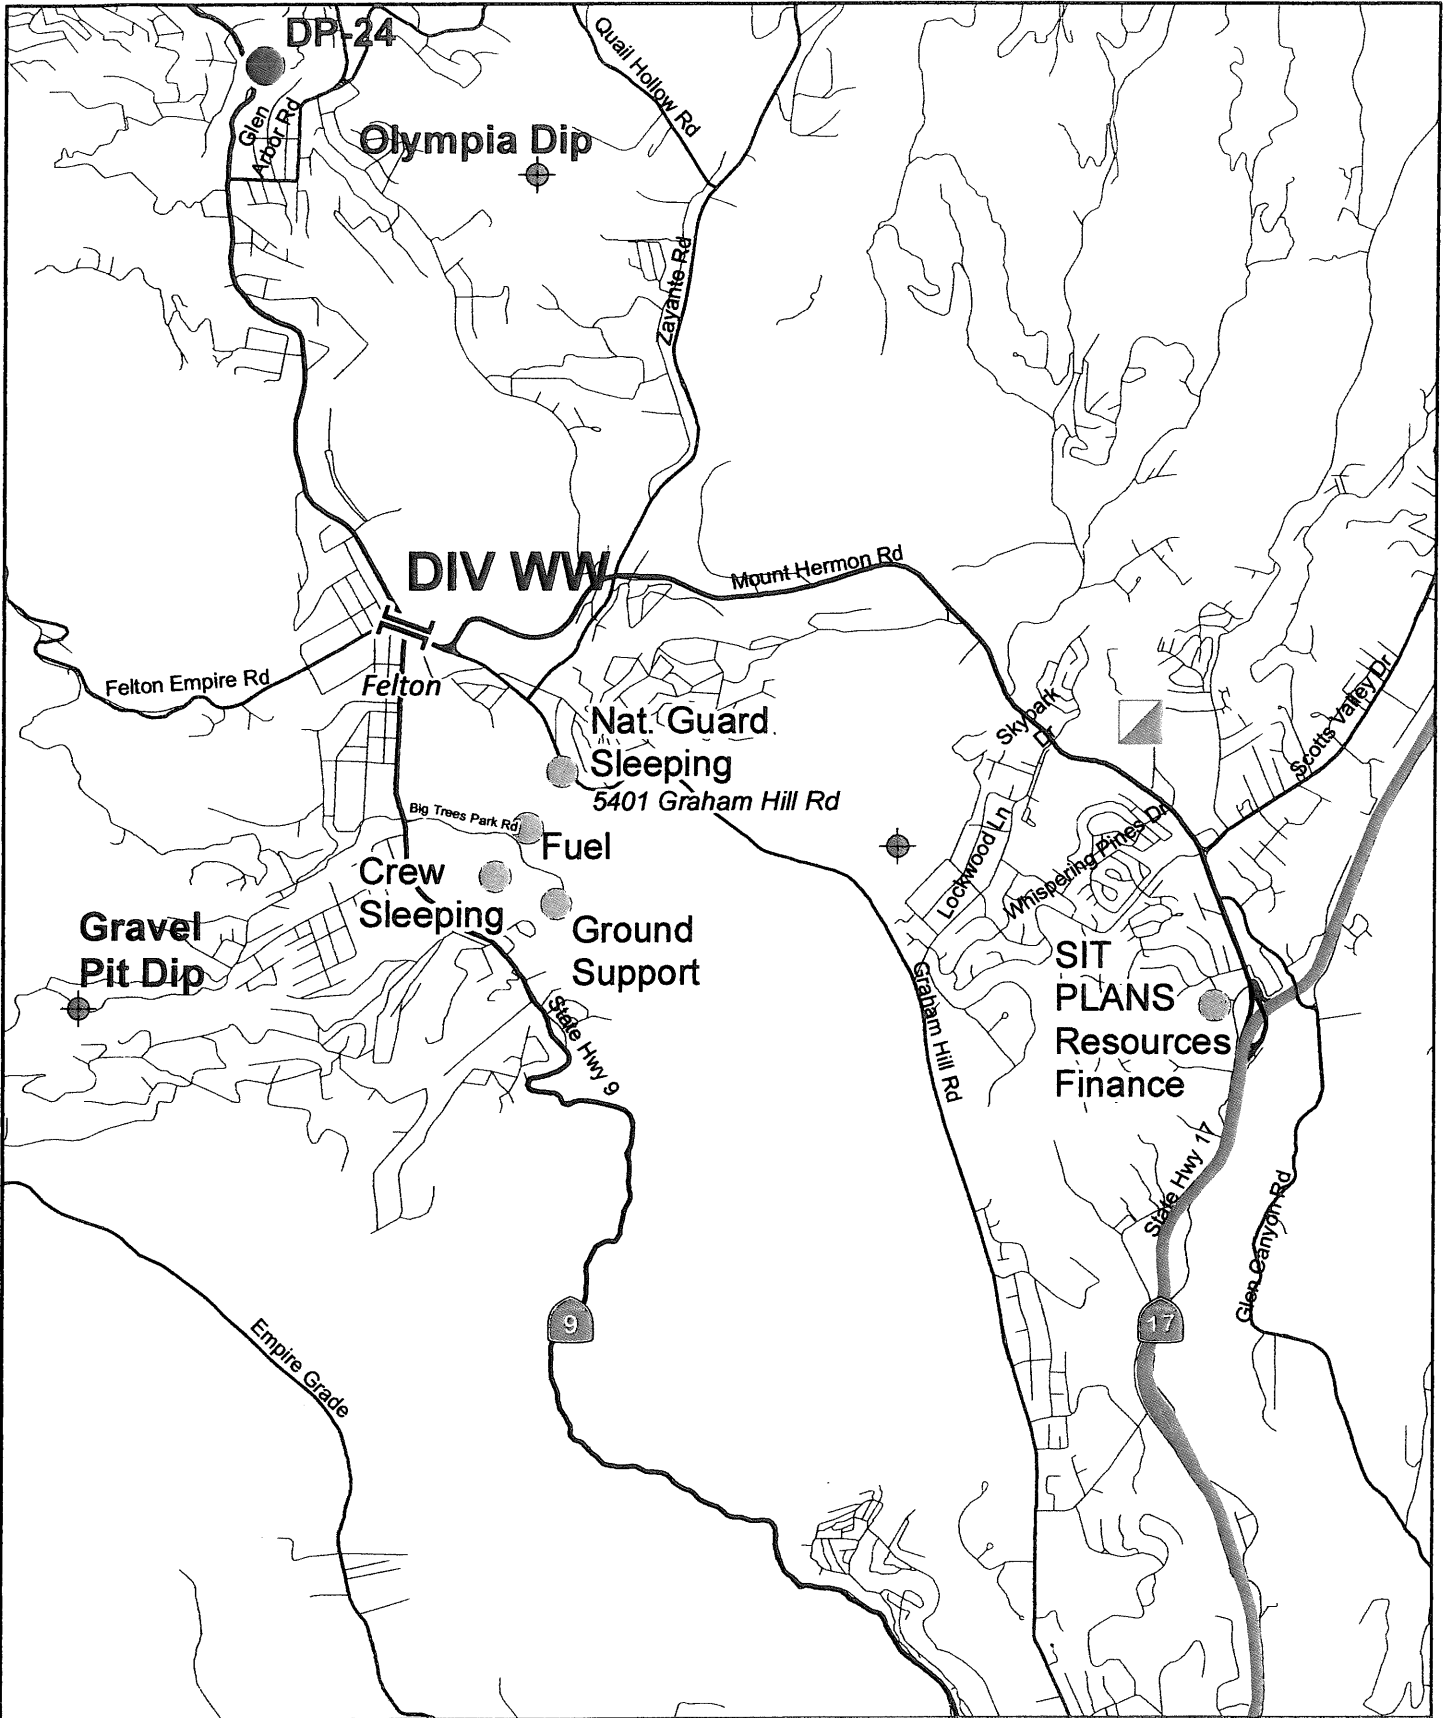 DP-24
Quail Hollow Rd
Glen
Arbor Rd
Olympia Dip
Zayante Rd
DIV WW
Mount Hermon Rd
Felton Empire Rd
Felton
Skypark
Dr
Scotts Valley Dr
Nat. Guard
Sleeping
5401 Graham Hill Rd
Big Trees Park Rd
Fuel
Lockwood Ln
Whispering Pines Dr
Crew
Sleeping
Ground
Support
Gravel
Pit Dip
SIT
PLANS
Resources
Finance
State Hwy 9
Graham Hill Rd
State Hwy 17
Glen Canyon Rd
9
17
Empire Grade